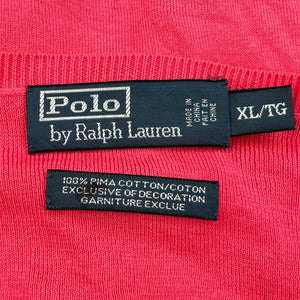 Polo
by Ralph Lauren
MADE IN
CHINA
FAIT EN
CHINE
XL/TG
100% PIMA COTTON/COTON
EXCLUSIVE OF DECORATION
GARNITURE EXCLUE